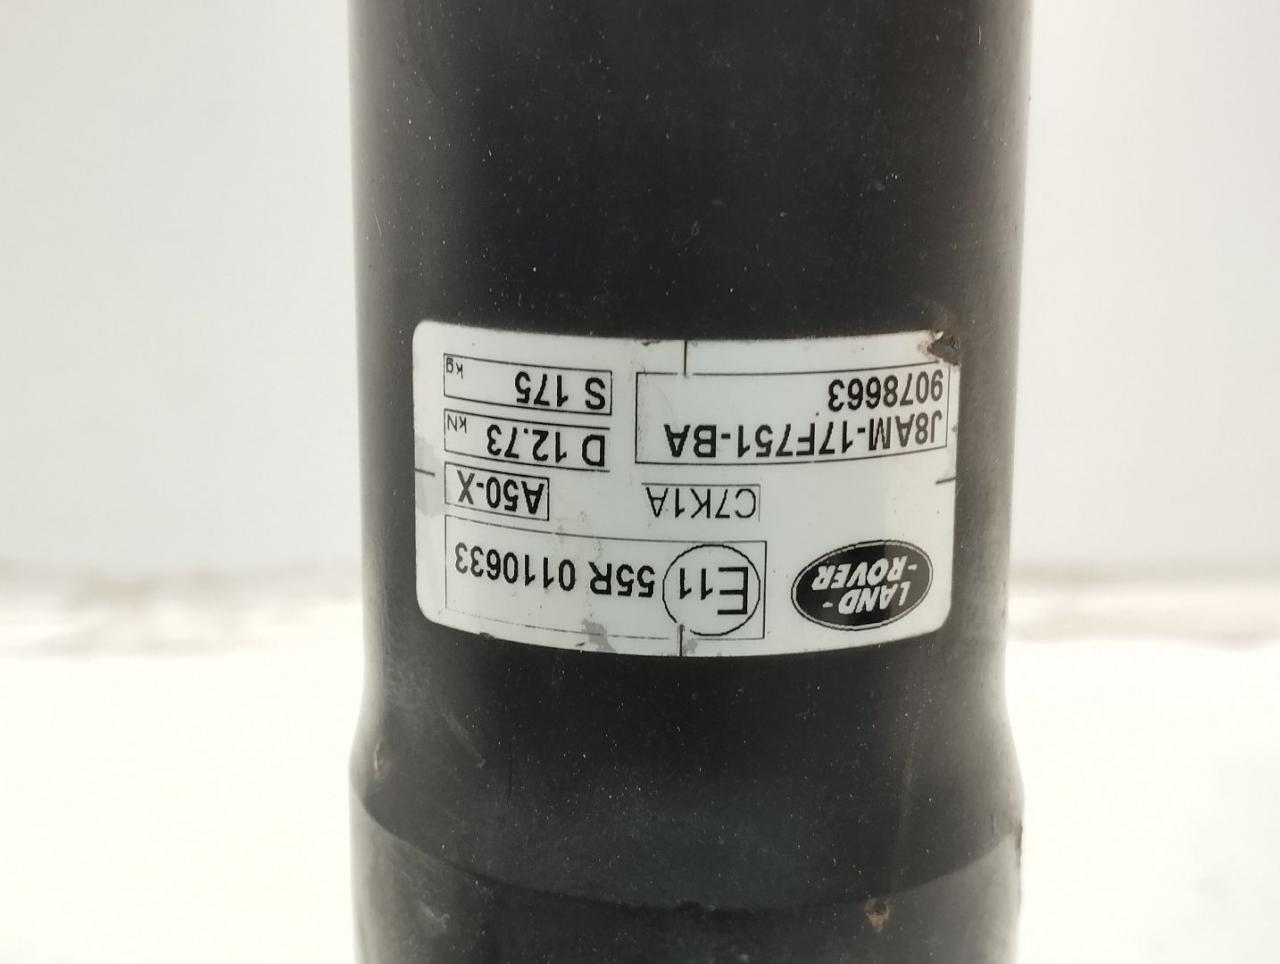 LAND-
-ROVER
E11 55R 0110633
C7K1A
A50-X
J8AM-17F751-BA
9078663
D 12.73 kN
S 175 kg